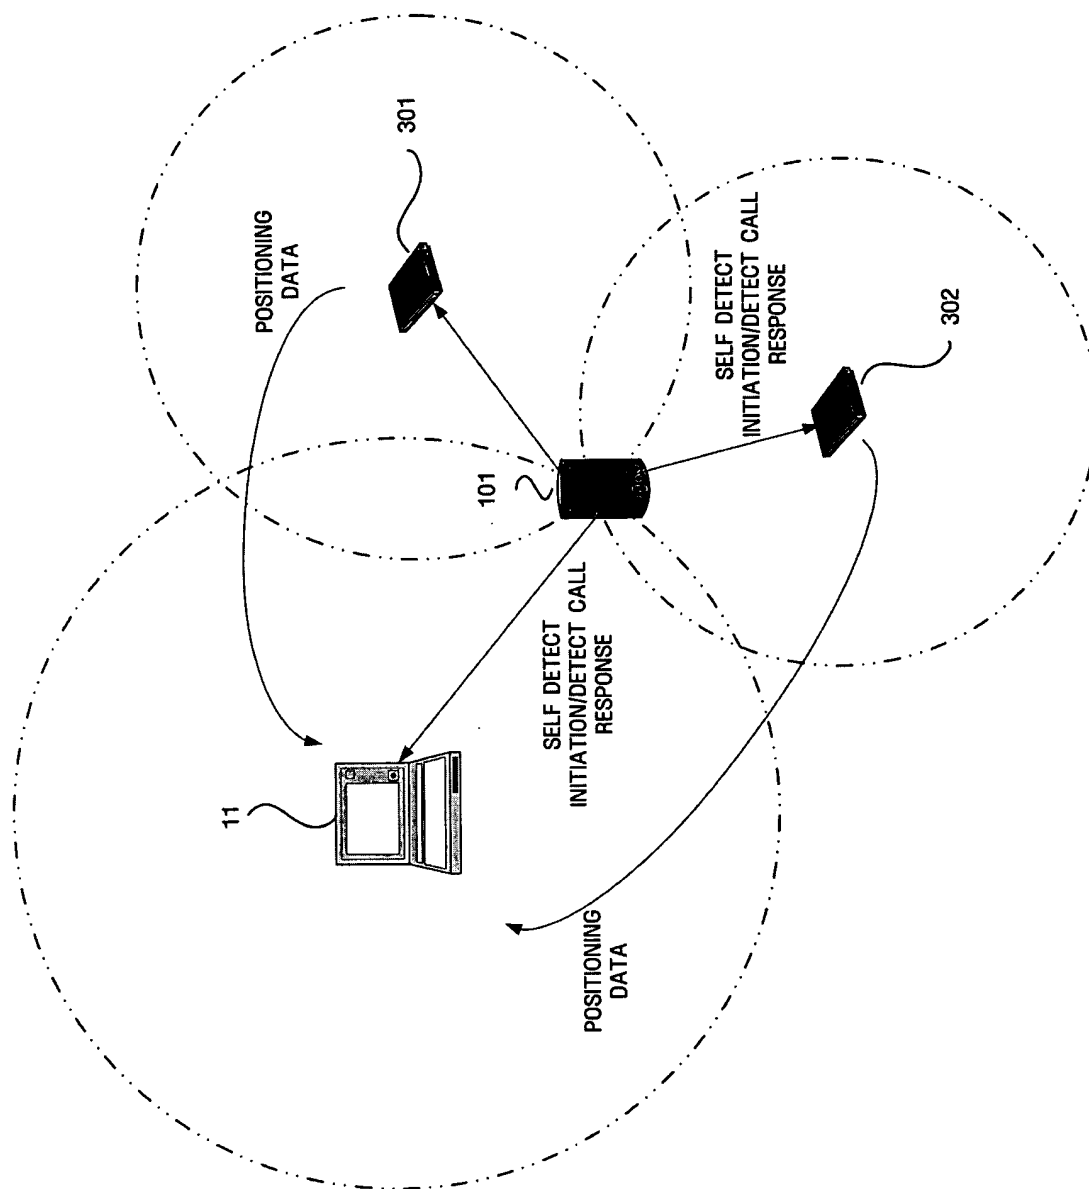 301
POSITIONING
DATA
SELF DETECT
INITIATION/DETECT CALL
RESPONSE
302
101
SELF DETECT
INITIATION/DETECT CALL
RESPONSE
11
POSITIONING
DATA